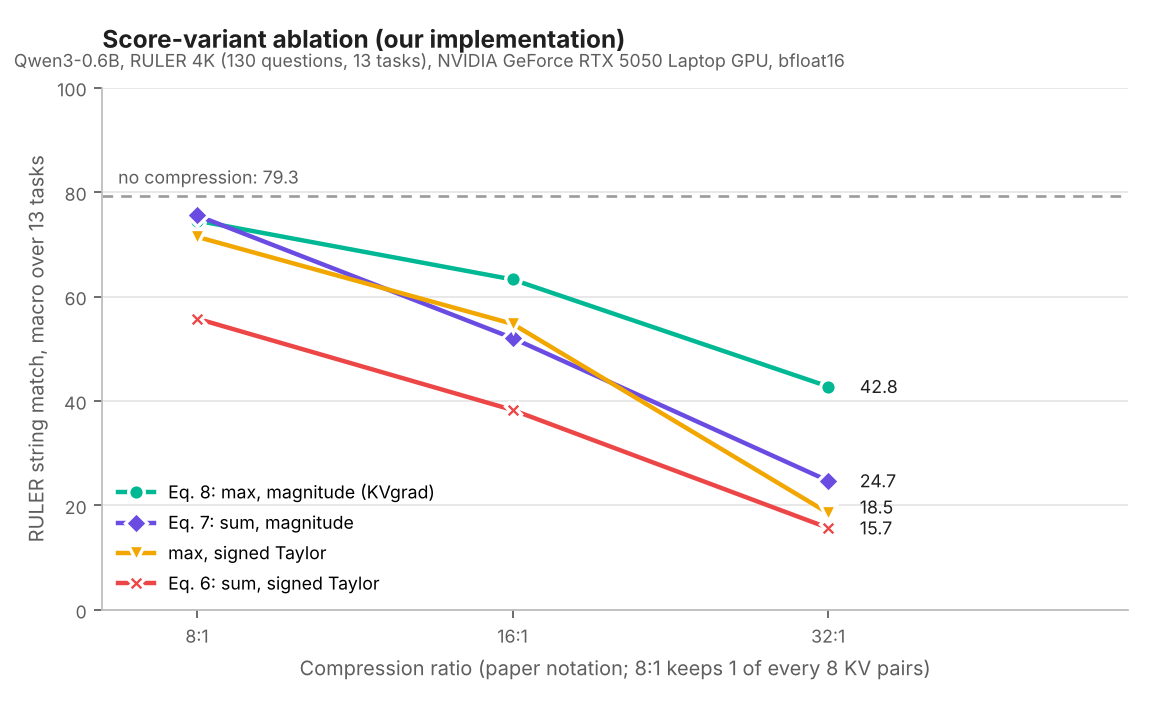 Score-variant ablation (our implementation)
Qwen3-0.6B, RULER 4K (130 questions, 13 tasks), NVIDIA GeForce RTX 5050 Laptop GPU, bfloat16
RULER string match, macro over 13 tasks
100
80
60
40
20
0
no compression: 79.3
42.8
24.7
18.5
15.7
Eq. 8: max, magnitude (KVgrad)
Eq. 7: sum, magnitude
max, signed Taylor
Eq. 6: sum, signed Taylor
8:1
16:1
32:1
Compression ratio (paper notation; 8:1 keeps 1 of every 8 KV pairs)